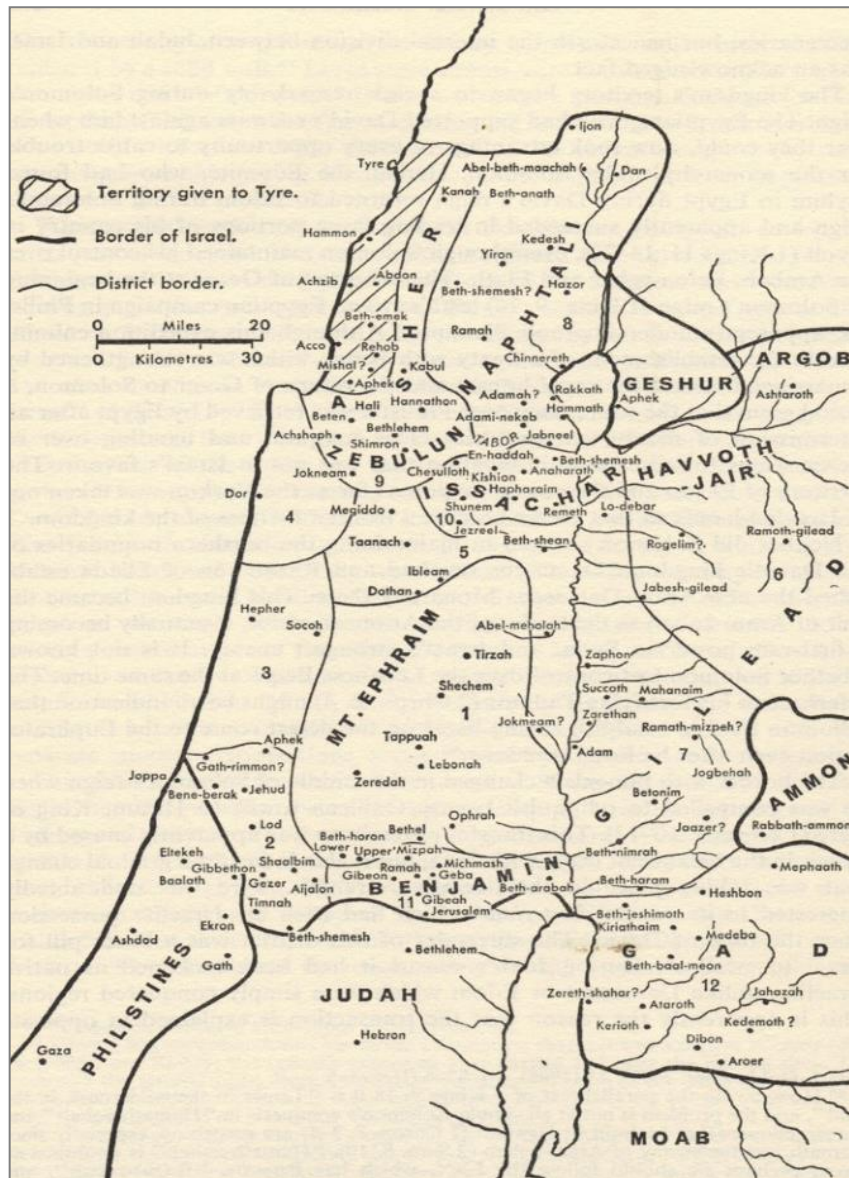 Territory given to Tyre.
Border of Israel.
District border.
0 Miles 20
0 Kilometres 30
Ijon
Tyre
Abel-beth-maachah
Dan
Kanah
Beth-anath
Hammon
Kedesh
Yiron
Achzib
Abdon
Beth-shemesh?
Hazor
ASHER
NAPHTALI
8
Beth-emek
Ramah
Acco
Rehob
Mishal?
Kabul
Chinnereth
Aphek
ARGOB
GESHUR
Rakkath
Aphek
Ashtaroth
Hannathon
Adamah?
Hammath
Hali
Beten
Adami-nekeb
Bethlehem
TABOR
Jabneel
Achshaph
Shimron
ZEBULUN
En-haddah
Beth-shemesh
HAVVOTH
-JAIR
Jokneam
9
Chesulloth
Kishion
Anaharath
ISSACHAR
Hapharaim
Dor
4
Megiddo
Shunem
Remeth
Lo-debar
10
Jezreel
Ramoth-gilead
Taanach
Beth-shean
Rogelim?
5
6
Ibleam
Dothan
Jabesh-gilead
Hepher
Socoh
Abel-meholah
Tirzah
Zaphon
3
MT. EPHRAIM
Shechem
Succoth
Mahanaim
1
Zarethon
Jokmeam?
Ramath-mizpeh?
Tappuah
Adam
7
Aphek
Gath-rimmon?
Lebonah
Jogbehah
GILEAD
Joppa
Jehud
Zeredah
Bene-berak
Betonim
AMMON
Lod
2
Ophrah
Jaazer?
Rabbath-ammon
Beth-horon
Lower
Upper
Bethel
Mizpah
Beth-nimrah
Eltekeh
Gibbethon
Shaalbim
Ramah
Michmash
Mephaath
Baalath
Gezer
Gibeon
Geba
Aijalon
BENJAMIN
Beth-arabah
Beth-haram
Heshbon
Timnah
11
Gibeah
Jerusalem
Beth-jeshimoth
Ekron
Kiriathaim
Medeba
Ashdod
Beth-shemesh
Bethlehem
GAD
Gath
Beth-baal-meon
12
PHILISTINE
JUDAH
Zereth-shahar?
Jahazah
Ataroth
Kerioth
Kedemoth?
Hebron
Dibon
Gaza
Aroer
MOAB